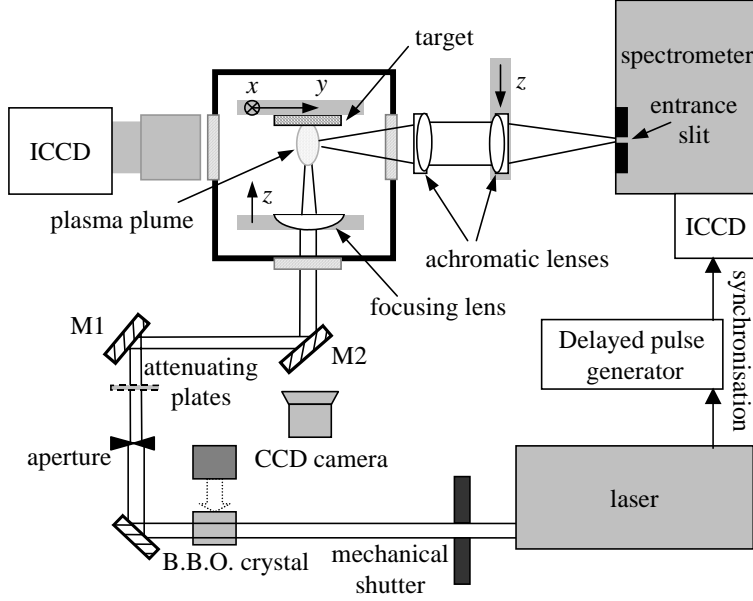 target
spectrometer
x
y
z
entrance
slit
ICCD
plasma plume
z
achromatic lenses
ICCD
focusing lens
synchronisation
M1
M2
attenuating
plates
Delayed pulse
generator
aperture
CCD camera
laser
B.B.O. crystal
mechanical
shutter